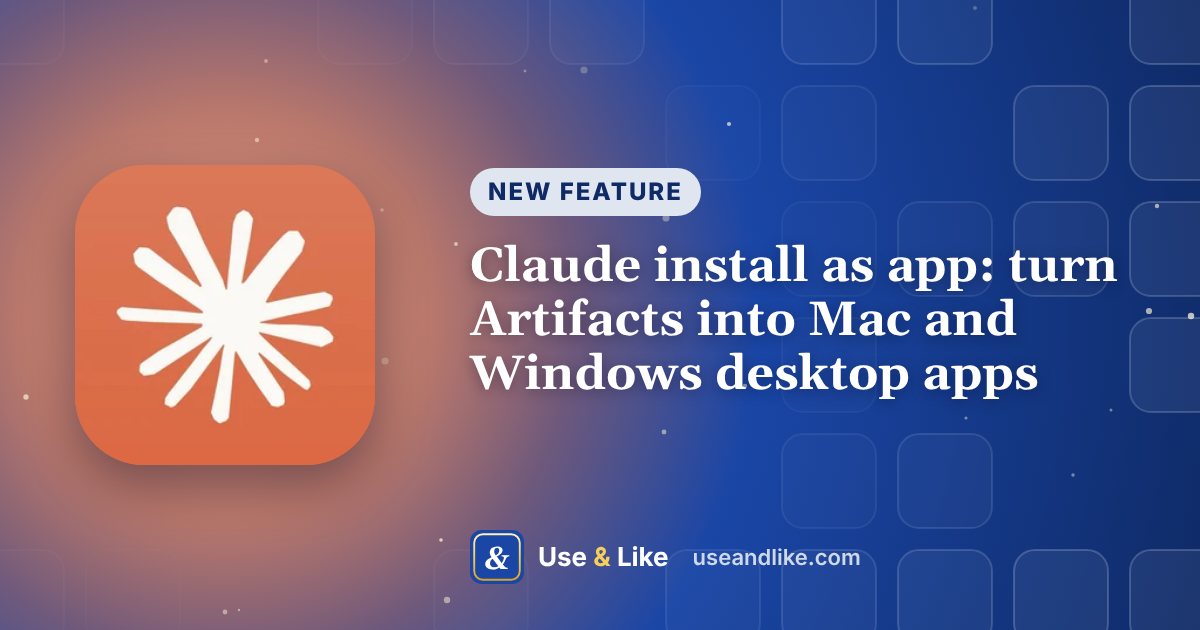 NEW FEATURE
Claude install as app: turn
Artifacts into Mac and
Windows desktop apps
& Use & Like useandlike.com